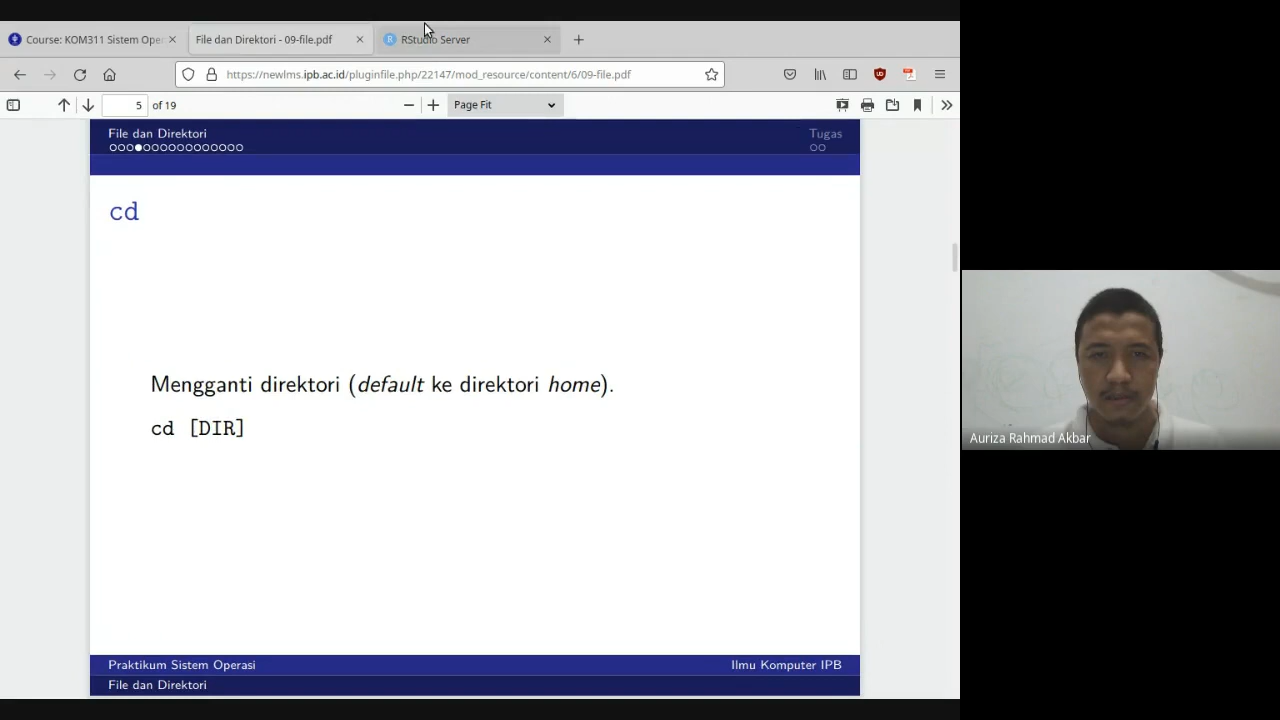 Course: KOM311 Sistem Oper
File dan Direktori - 09-file.pdf
RStudio Server
https://newlms.ipb.ac.id/pluginfile.php/22147/mod_resource/content/6/09-file.pdf
5 of 19
Page Fit
File dan Direktori
Tugas
cd
Mengganti direktori (default ke direktori home).
cd [DIR]
Auriza Rahmad Akbar
Praktikum Sistem Operasi
Ilmu Komputer IPB
File dan Direktori